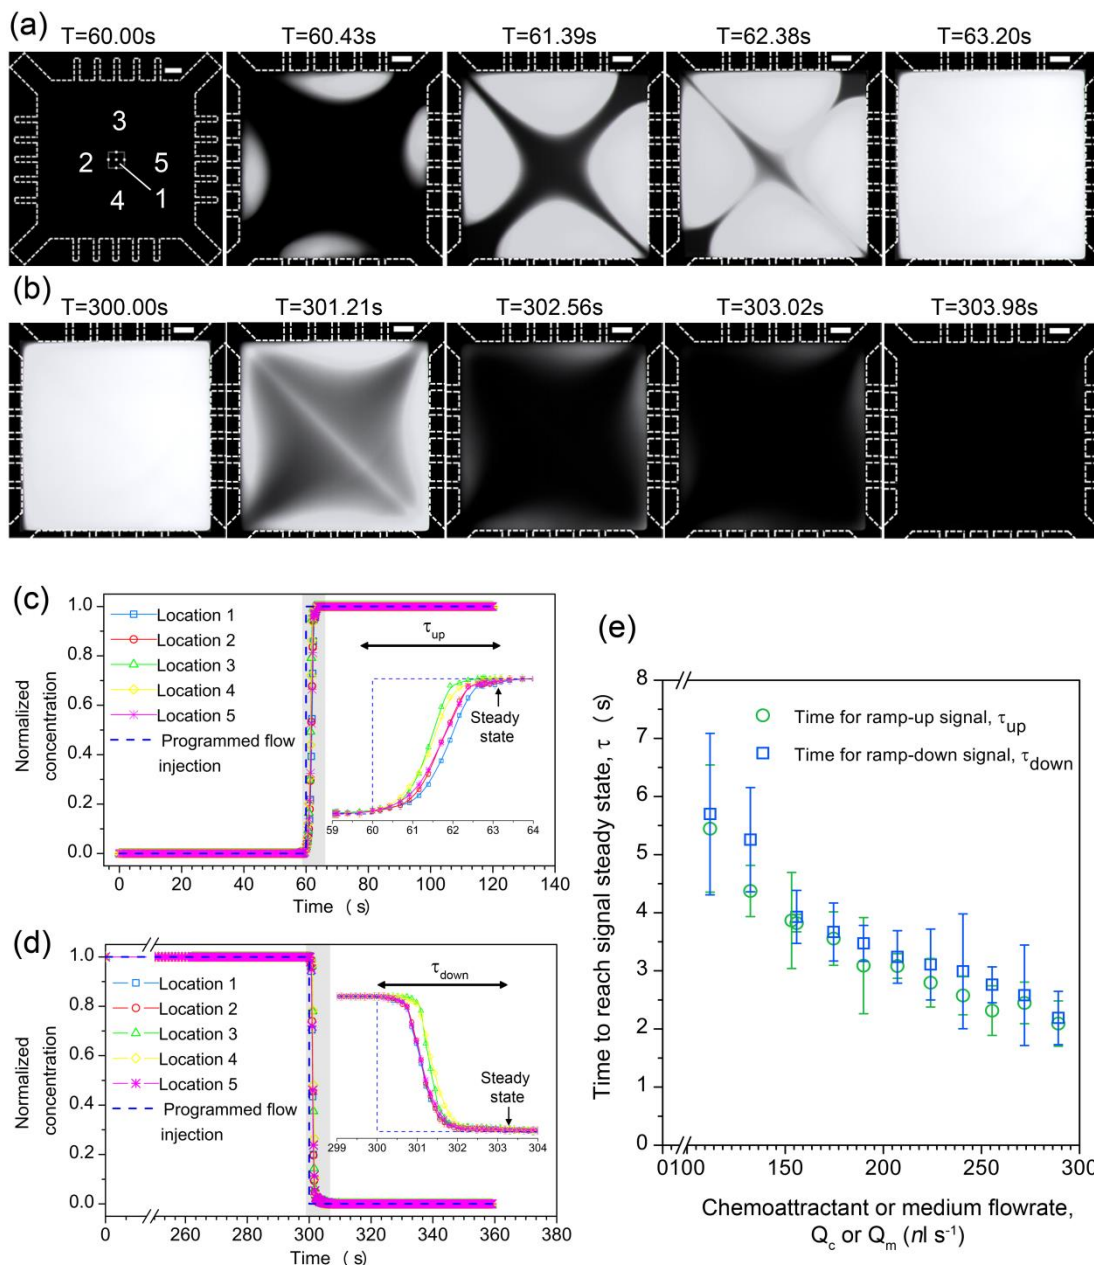 (a)
T=60.00s T=60.43s T=61.39s T=62.38s T=63.20s
3
2 5
4 1
(b)
T=300.00s T=301.21s T=302.56s T=303.02s T=303.98s
(c)
1.0
0.8
0.6
0.4
0.2
0.0
Normalized
concentration
Location 1
Location 2
Location 3
Location 4
Location 5
Programmed flow
injection
τup
Steady
state
59 60 61 62 63 64
0 20 40 60 80 100 120 140
Time ( s)
(d)
1.0
0.8
0.6
0.4
0.2
0.0
Normalized
concentration
Location 1
Location 2
Location 3
Location 4
Location 5
Programmed flow
injection
τdown
Steady
state
299 300 301 302 303 304
0 260 280 300 320 340 360 380
Time ( s)
(e)
8
7
6
5
4
3
2
1
0
Time to reach signal steady state, τ ( s)
Time for ramp-up signal, τup
Time for ramp-down signal, τdown
0 100 150 200 250 300
Chemoattractant or medium flowrate,
Qc or Qm (nl s⁻¹)